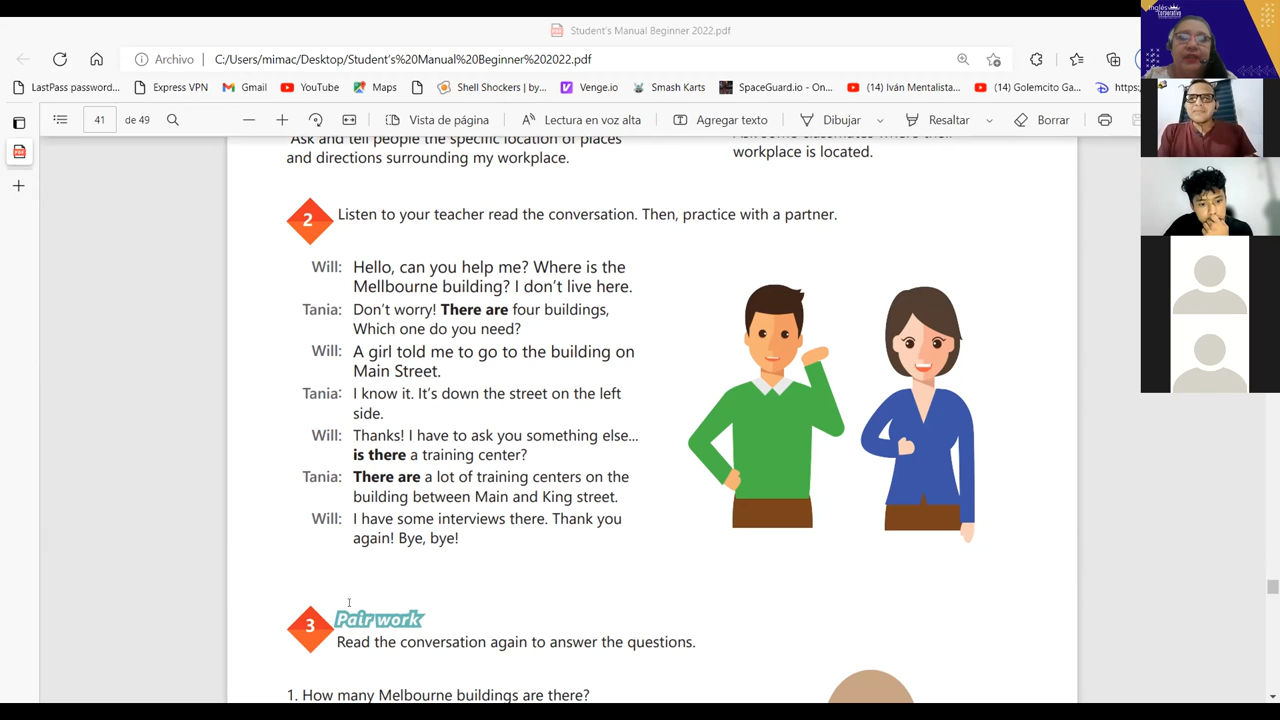 Student's Manual Beginner 2022.pdf
Archivo C:/Users/mimac/Desktop/Student's%20Manual%20Beginner%202022.pdf
LastPass password... Express VPN Gmail YouTube Maps Shell Shockers | by... Venge.io Smash Karts SpaceGuard.io - On... (14) Iván Mentalista... (14) Golemcito Ga... https:
41 de 49 Vista de página Lectura en voz alta Agregar texto Dibujar Resaltar Borrar
Ask and tell people the specific location of places
and directions surrounding my workplace.
Ask some classmates where their
workplace is located.
2 Listen to your teacher read the conversation. Then, practice with a partner.
Will: Hello, can you help me? Where is the
Mellbourne building? I don't live here.
Tania: Don't worry! There are four buildings,
Which one do you need?
Will: A girl told me to go to the building on
Main Street.
Tania: I know it. It's down the street on the left
side.
Will: Thanks! I have to ask you something else...
is there a training center?
Tania: There are a lot of training centers on the
building between Main and King street.
Will: I have some interviews there. Thank you
again! Bye, bye!
3 Pair work
Read the conversation again to answer the questions.
1. How many Melbourne buildings are there?
Inglés
Corporativo